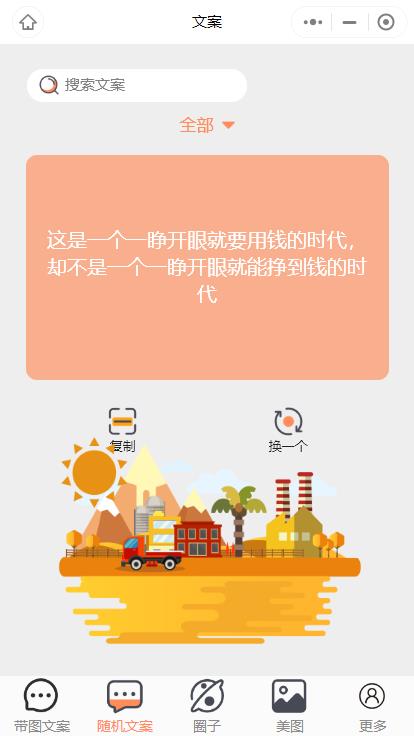 文案
搜索文案
全部
这是一个一睁开眼就要用钱的时代，
却不是一个一睁开眼就能挣到钱的时
代
复制
换一个
带图文案
随机文案
圈子
美图
更多